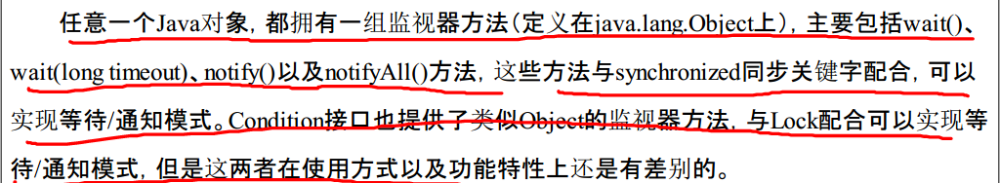 任意一个Java对象，都拥有一组监视器方法（定义在java.lang.Object上），主要包括wait()、
wait(long timeout)、notify()以及notifyAll()方法，这些方法与synchronized同步关键字配合，可以
实现等待/通知模式。Condition接口也提供了类似Object的监视器方法，与Lock配合可以实现等
待/通知模式，但是这两者在使用方式以及功能特性上还是有差别的。